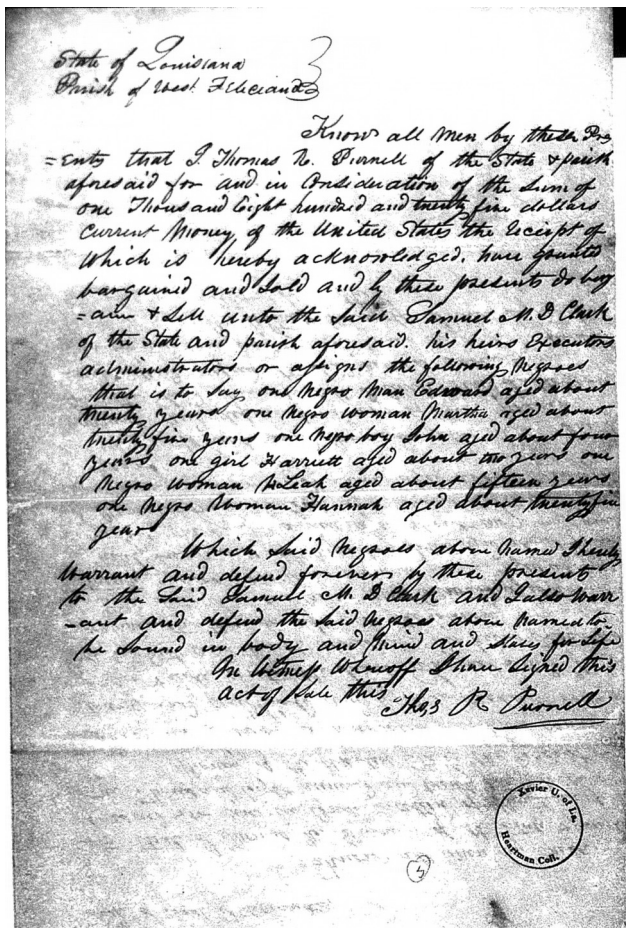 State of Louisiana
Parish of West Feliciana
Know all men by these Pres
=ents that I Thomas R. Purnell of the State & parish
aforesaid for and in Consideration of the Sum of
one Thousand Eight hundred and twenty five dollars
Current Money of the United States the receipt of
Which is hereby acknowledged. have granted
bargained and Sold and by these presents do barg
=ain & Sell unto the Said Samuel M. D Clark
of the State and parish aforesaid. his heirs Executors
administrators or assigns the following Negroes
that is to Say one Negro Man Edward aged about
twenty years one Negro woman Martha aged about
twenty five years one Negro boy John aged about four
years one girl Harriett aged about two years one
Negro Woman Leah aged about fifteen years
one Negro Woman Hannah aged about twenty five
years
Which Said Negroes above Named I hereby
Warrant and defend forever by these presents
to the Said Samuel M. D Clark and I also Warr
-ant and defend the Said Negroes above Named to
be Sound in body and Mind and Slaves for Life
In Witness Whereoff I have Signed this
Act of Sale this
Thos R Purnell
Xavier U. of La.
Heartman Coll.